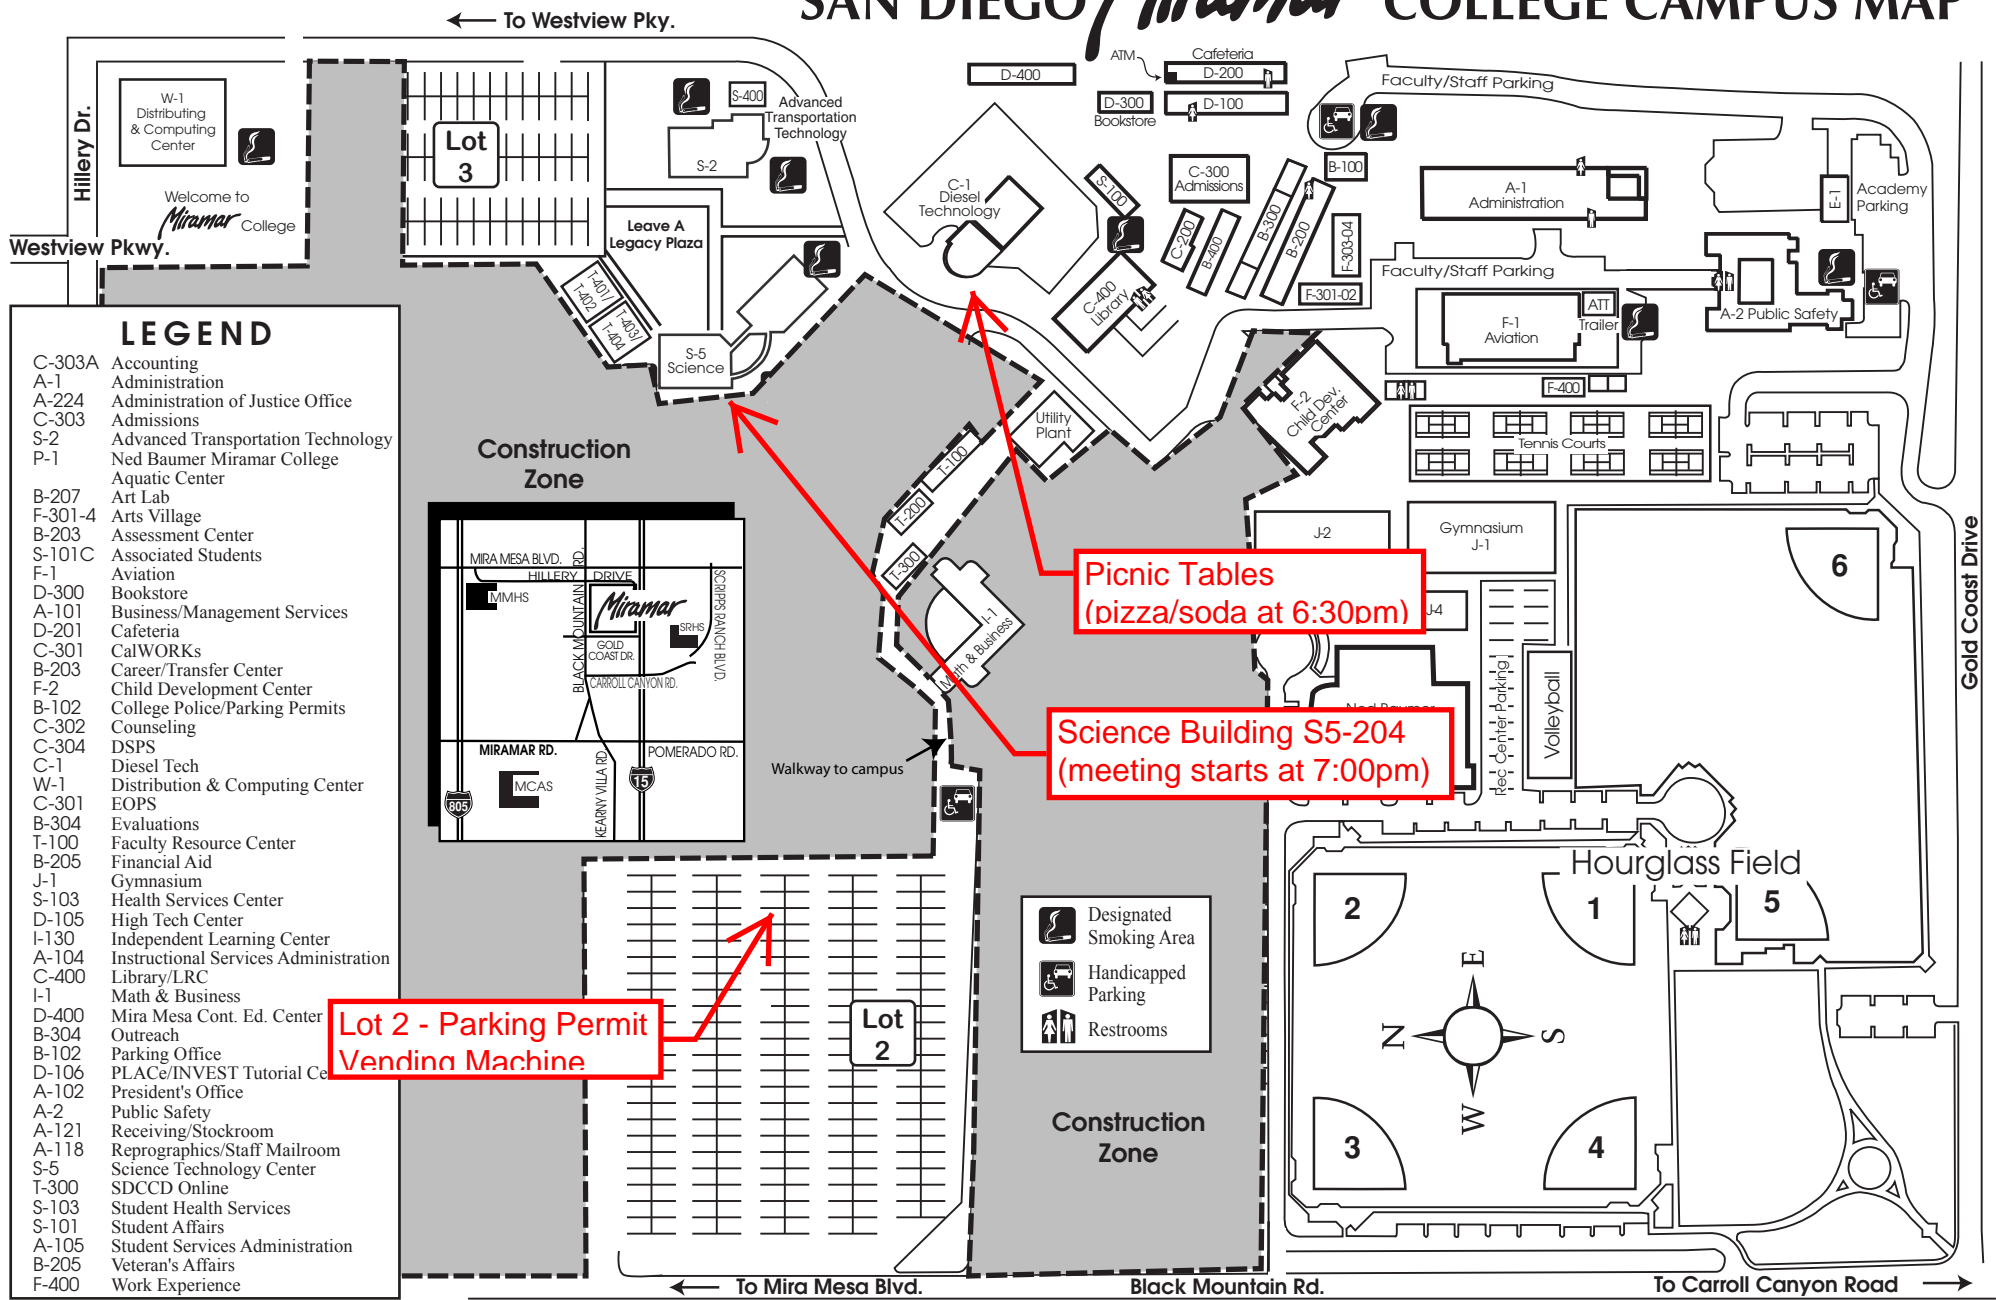 SAN DIEGO Miramar COLLEGE CAMPUS MAP
To Westview Pky.
Hillery Dr.
W-1
Distributing
& Computing
Center
Welcome to
Miramar College
Westview Pkwy.
Lot
3
S-400
Advanced
Transportation
Technology
S-2
Leave A
Legacy Plaza
T-401/
T-402
T-403/
T-404
S-5
Science
D-400
ATM
Cafeteria
D-200
D-300
Bookstore
D-100
C-1
Diesel
Technology
S-100
C-300
Admissions
C-200
B-400
B-300
B-200
B-100
F-303-04
F-301-02
C-400
Library
Faculty/Staff Parking
A-1
Administration
E-1
Academy
Parking
Faculty/Staff Parking
F-1
Aviation
ATT
Trailer
A-2 Public Safety
F-400
F-2
Child Dev.
Center
Tennis Courts
Utility
Plant
T-100
T-200
T-300
I-1
Math & Business
J-2
Gymnasium
J-1
J-4
Rec Center Parking
Volleyball
6
Gold Coast Drive
Construction
Zone
MIRA MESA BLVD.
HILLERY DRIVE
BLACK MOUNTAIN RD.
SCRIPPS RANCH BLVD.
MMHS
Miramar
SRHS
GOLD
COAST DR.
CARROLL CANYON RD.
MIRAMAR RD.
POMERADO RD.
MCAS
KEARNY VILLA RD.
805
15
Picnic Tables
(pizza/soda at 6:30pm)
Science Building S5-204
(meeting starts at 7:00pm)
Walkway to campus
Lot 2 - Parking Permit
Vending Machine
Lot
2
Designated
Smoking Area
Handicapped
Parking
Restrooms
Construction
Zone
Hourglass Field
2
1
5
3
4
E
N
S
W
To Mira Mesa Blvd.
Black Mountain Rd.
To Carroll Canyon Road
LEGEND
C-303A Accounting
A-1 Administration
A-224 Administration of Justice Office
C-303 Admissions
S-2 Advanced Transportation Technology
P-1 Ned Baumer Miramar College
Aquatic Center
B-207 Art Lab
F-301-4 Arts Village
B-203 Assessment Center
S-101C Associated Students
F-1 Aviation
D-300 Bookstore
A-101 Business/Management Services
D-201 Cafeteria
C-301 CalWORKs
B-203 Career/Transfer Center
F-2 Child Development Center
B-102 College Police/Parking Permits
C-302 Counseling
C-304 DSPS
C-1 Diesel Tech
W-1 Distribution & Computing Center
C-301 EOPS
B-304 Evaluations
T-100 Faculty Resource Center
B-205 Financial Aid
J-1 Gymnasium
S-103 Health Services Center
D-105 High Tech Center
I-130 Independent Learning Center
A-104 Instructional Services Administration
C-400 Library/LRC
I-1 Math & Business
D-400 Mira Mesa Cont. Ed. Center
B-304 Outreach
B-102 Parking Office
D-106 PLACe/INVEST Tutorial Ce
A-102 President's Office
A-2 Public Safety
A-121 Receiving/Stockroom
A-118 Reprographics/Staff Mailroom
S-5 Science Technology Center
T-300 SDCCD Online
S-103 Student Health Services
S-101 Student Affairs
A-105 Student Services Administration
B-205 Veteran's Affairs
F-400 Work Experience